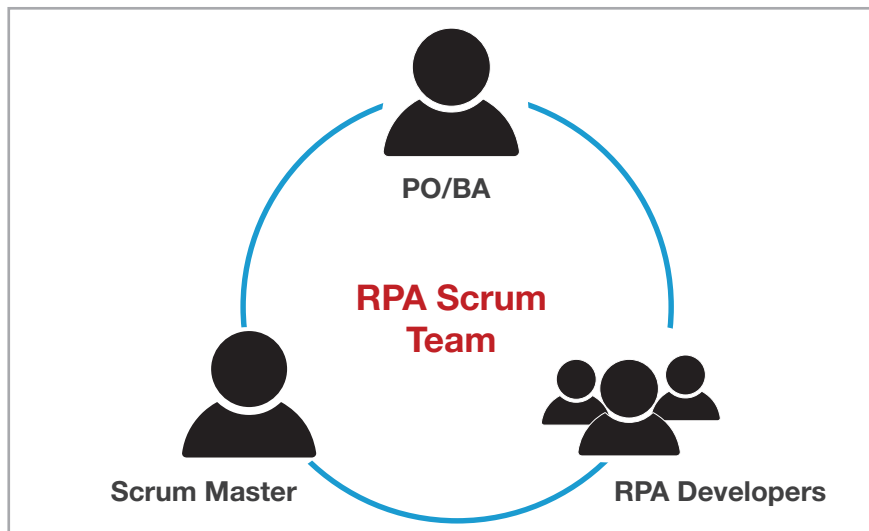 PO/BA
RPA Scrum
Team
Scrum Master
RPA Developers